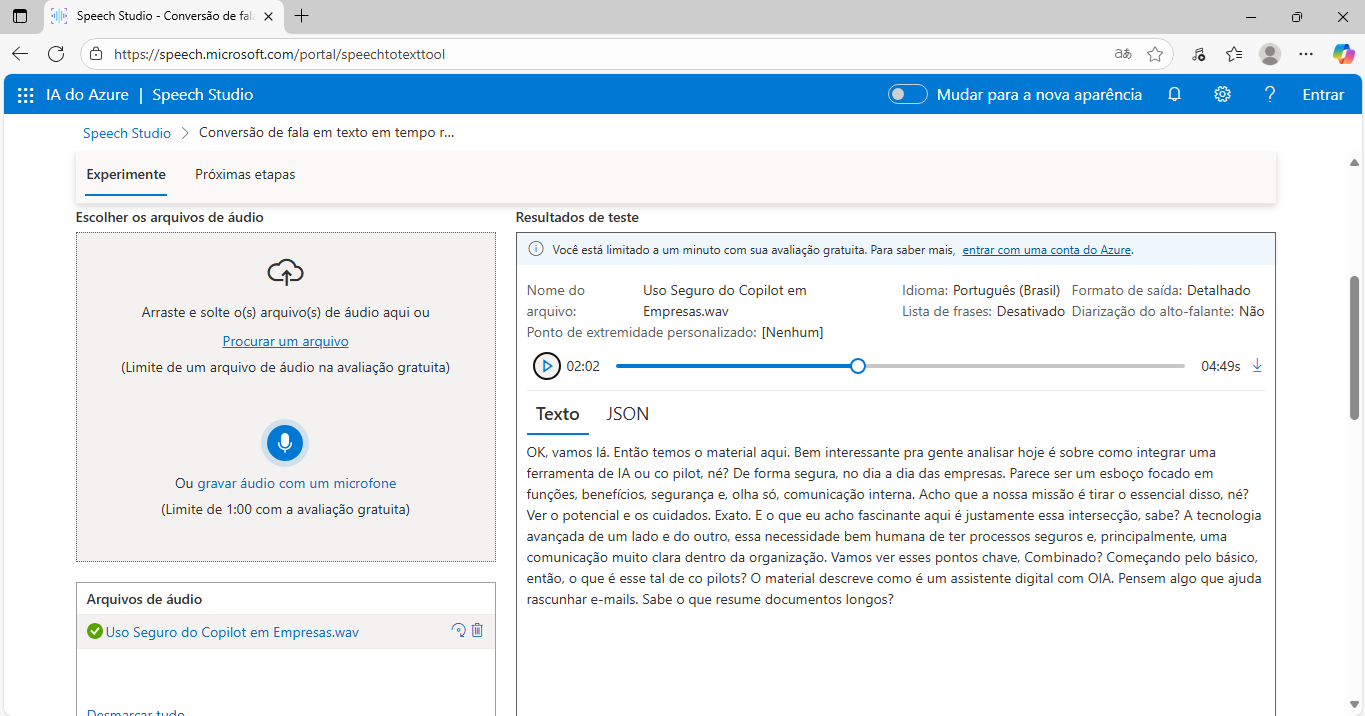 Speech Studio - Conversão de fala
https://speech.microsoft.com/portal/speechtotexttool
IA do Azure | Speech Studio
Mudar para a nova aparência
?
Entrar
Speech Studio > Conversão de fala em texto em tempo r...
Experimente
Próximas etapas
Escolher os arquivos de áudio
Arraste e solte o(s) arquivo(s) de áudio aqui ou
Procurar um arquivo
(Limite de um arquivo de áudio na avaliação gratuita)
Ou gravar áudio com um microfone
(Limite de 1:00 com a avaliação gratuita)
Arquivos de áudio
Uso Seguro do Copilot em Empresas.wav
Desmarcar tudo
Resultados de teste
Você está limitado a um minuto com sua avaliação gratuita. Para saber mais, entrar com uma conta do Azure.
Nome do arquivo: Uso Seguro do Copilot em Empresas.wav
Idioma: Português (Brasil) Formato de saída: Detalhado
Lista de frases: Desativado Diarização do alto-falante: Não
Ponto de extremidade personalizado: [Nenhum]
02:02
04:49s
Texto
JSON
OK, vamos lá. Então temos o material aqui. Bem interessante pra gente analisar hoje é sobre como integrar uma
ferramenta de IA ou co pilot, né? De forma segura, no dia a dia das empresas. Parece ser um esboço focado em
funções, benefícios, segurança e, olha só, comunicação interna. Acho que a nossa missão é tirar o essencial disso, né?
Ver o potencial e os cuidados. Exato. E o que eu acho fascinante aqui é justamente essa intersecção, sabe? A tecnologia
avançada de um lado e do outro, essa necessidade bem humana de ter processos seguros e, principalmente, uma
comunicação muito clara dentro da organização. Vamos ver esses pontos chave, Combinado? Começando pelo básico,
então, o que é esse tal de co pilots? O material descreve como é um assistente digital com OIA. Pensem algo que ajuda
rascunhar e-mails. Sabe o que resume documentos longos?